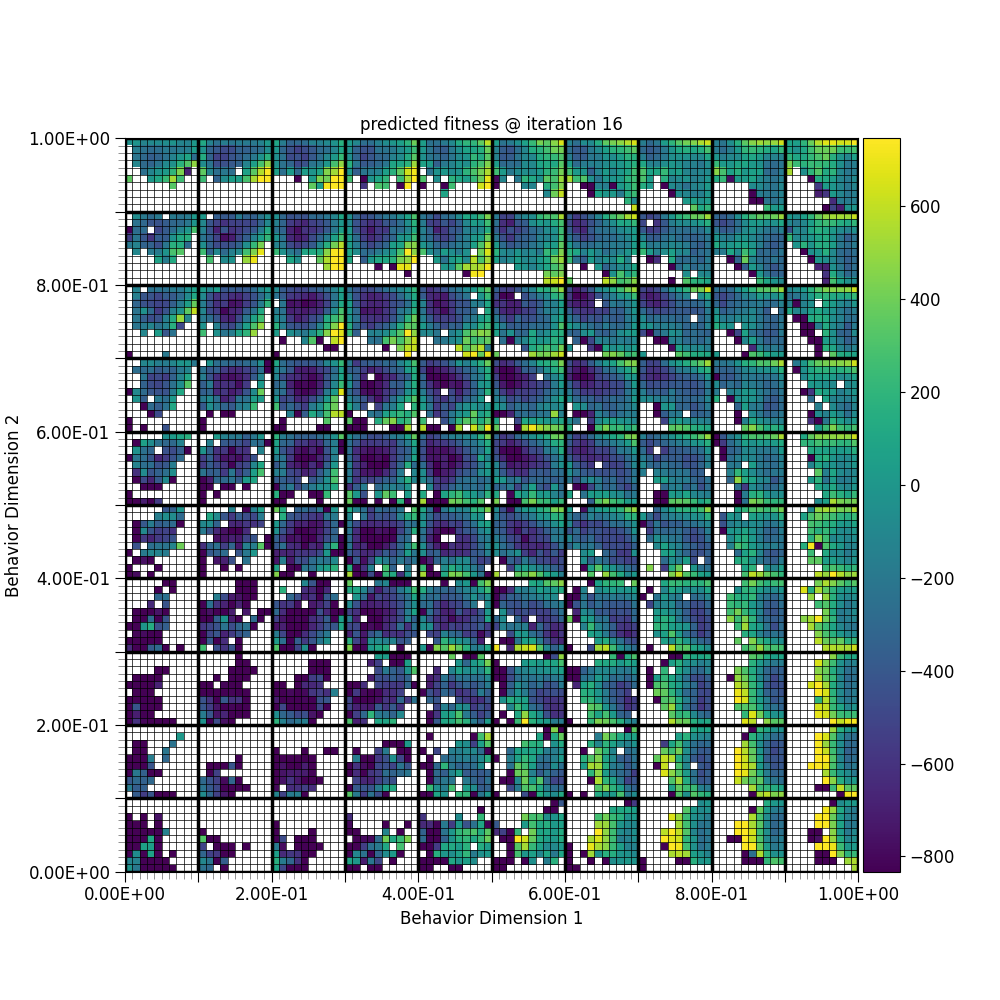 predicted fitness @ iteration 16
1.00E+00
8.00E-01
6.00E-01
4.00E-01
2.00E-01
0.00E+00
Behavior Dimension 2
0.00E+00 2.00E-01 4.00E-01 6.00E-01 8.00E-01 1.00E+00
Behavior Dimension 1
600
400
200
0
−200
−400
−600
−800